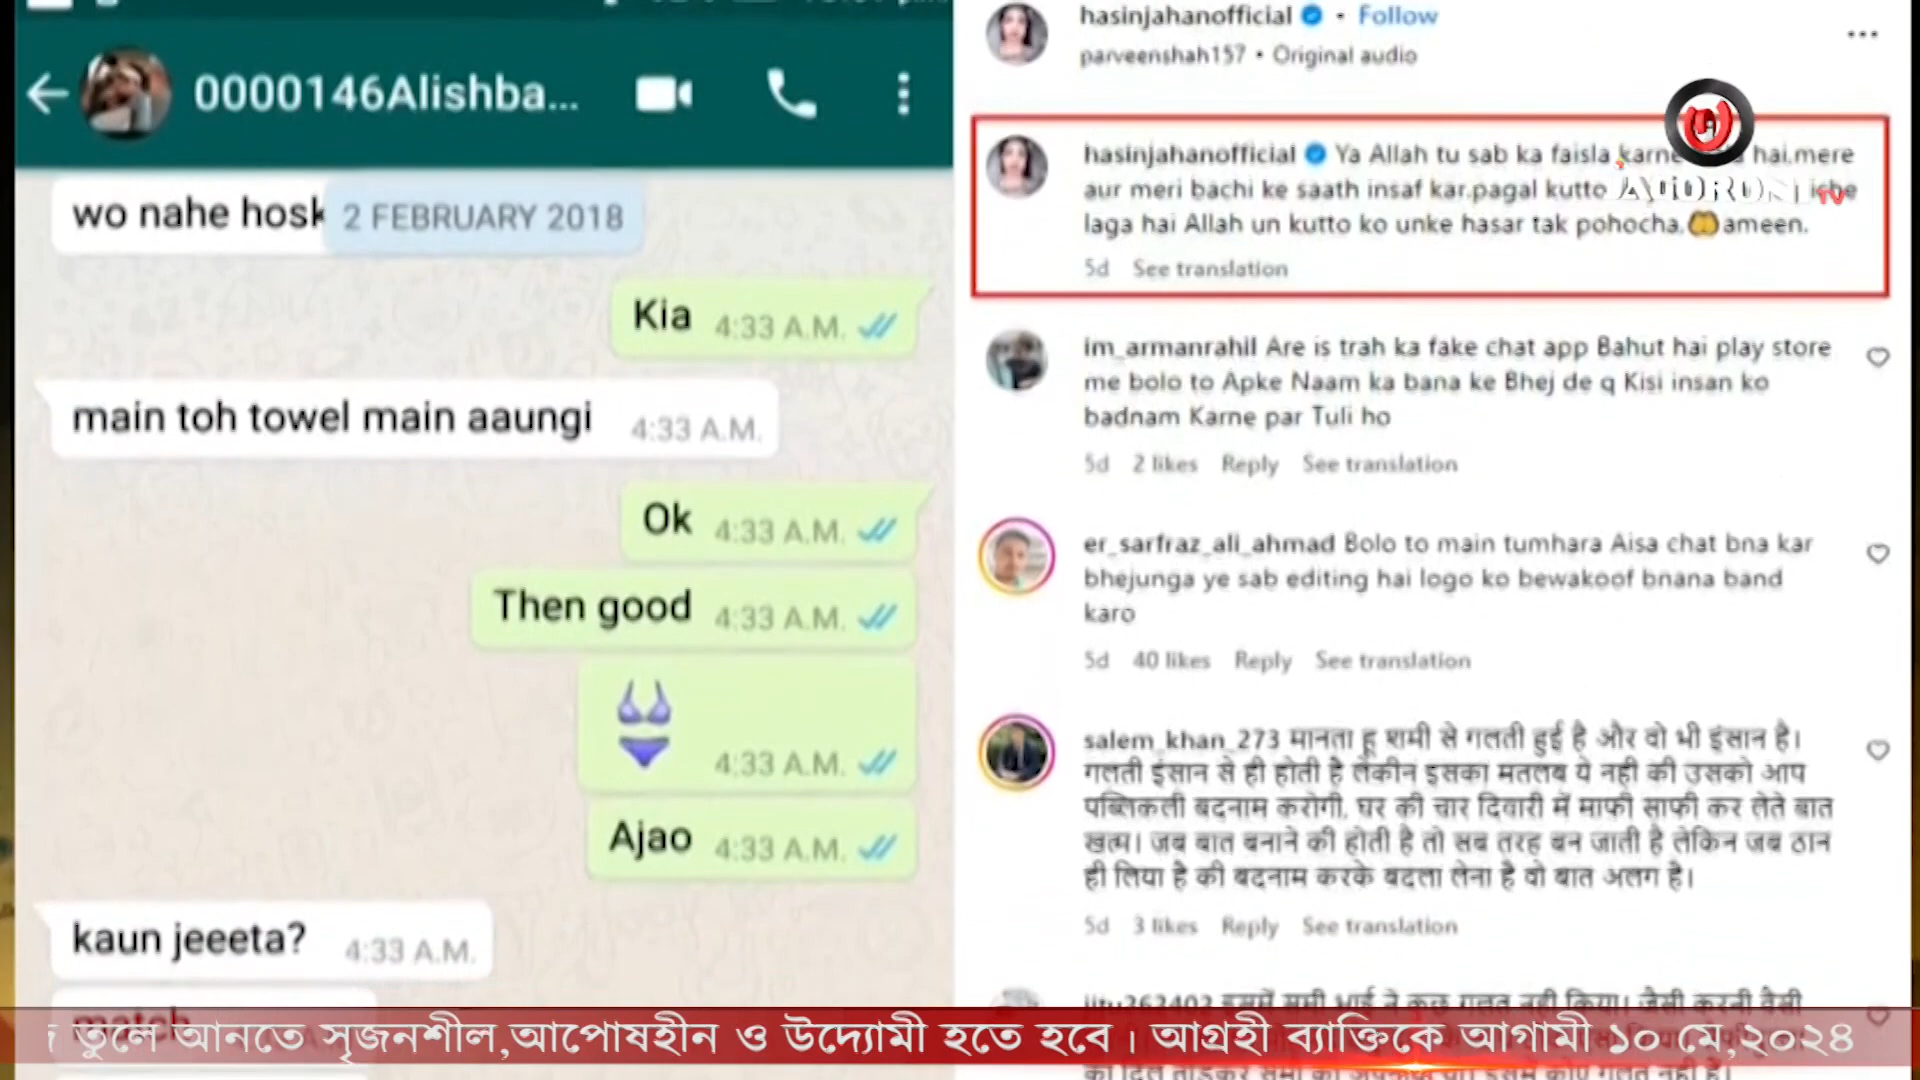 0000146Alishba...
wo nahe hosk
2 FEBRUARY 2018
Kia 4:33 A.M.
main toh towel main aaungi 4:33 A.M.
Ok 4:33 A.M.
Then good 4:33 A.M.
4:33 A.M.
Ajao 4:33 A.M.
kaun jeeeta? 4:33 A.M.
match
hasinjahanofficial • Follow
parveenshah157 • Original audio
hasinjahanofficial Ya Allah tu sab ka faisla karne hai.mere
aur meri bachi ke saath insaf kar.pagal kutto
laga hai Allah un kutto ko unke hasar tak pohocha. ameen.
5d See translation
AGORONI TV
im_armanrahil Are is trah ka fake chat app Bahut hai play store
me bolo to Apke Naam ka bana ke Bhej de q Kisi insan ko
badnam Karne par Tuli ho
5d 2 likes Reply See translation
er_sarfraz_ali_ahmad Bolo to main tumhara Aisa chat bna kar
bhejunga ye sab editing hai logo ko bewakoof bnana band
karo
5d 40 likes Reply See translation
salem_khan_273 मानता हू शमी से गलती हुई है और वो भी इंसान है।
गलती इंसान से ही होती है लेकीन इसका मतलब ये नही की उसको आप
पब्लिकली बदनाम करोगी. घर की चार दिवारी में माफी साफी कर लेते बात
खत्म। जब बात बनाने की होती है तो सब तरह बन जाती है लेकिन जब ठान
ही लिया है की बदनाम करके बदला लेना है वो बात अलग है।
5d 3 likes Reply See translation
তুলে আনতে সৃজনশীল,আপোষহীন ও উদ্যোমী হতে হবে। আগ্রহী ব্যাক্তিকে আগামী ১০ মে,২০২৪